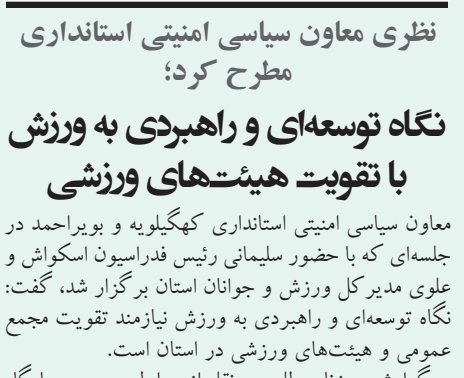 نظری معاون سیاسی امنیتی استانداری
مطرح کرد؛
نگاه توسعه‌ای و راهبردی به ورزش
با تقویت هیئت‌های ورزشی
معاون سیاسی امنیتی استانداری کهگیلویه و بویراحمد در
جلسه‌ای که با حضور سلیمانی رئیس فدراسیون اسکواش و
علوی مدیرکل ورزش و جوانان استان برگزار شد، گفت:
نگاه توسعه‌ای و راهبردی به ورزش نیازمند تقویت مجمع
عمومی و هیئت‌های ورزشی در استان است.